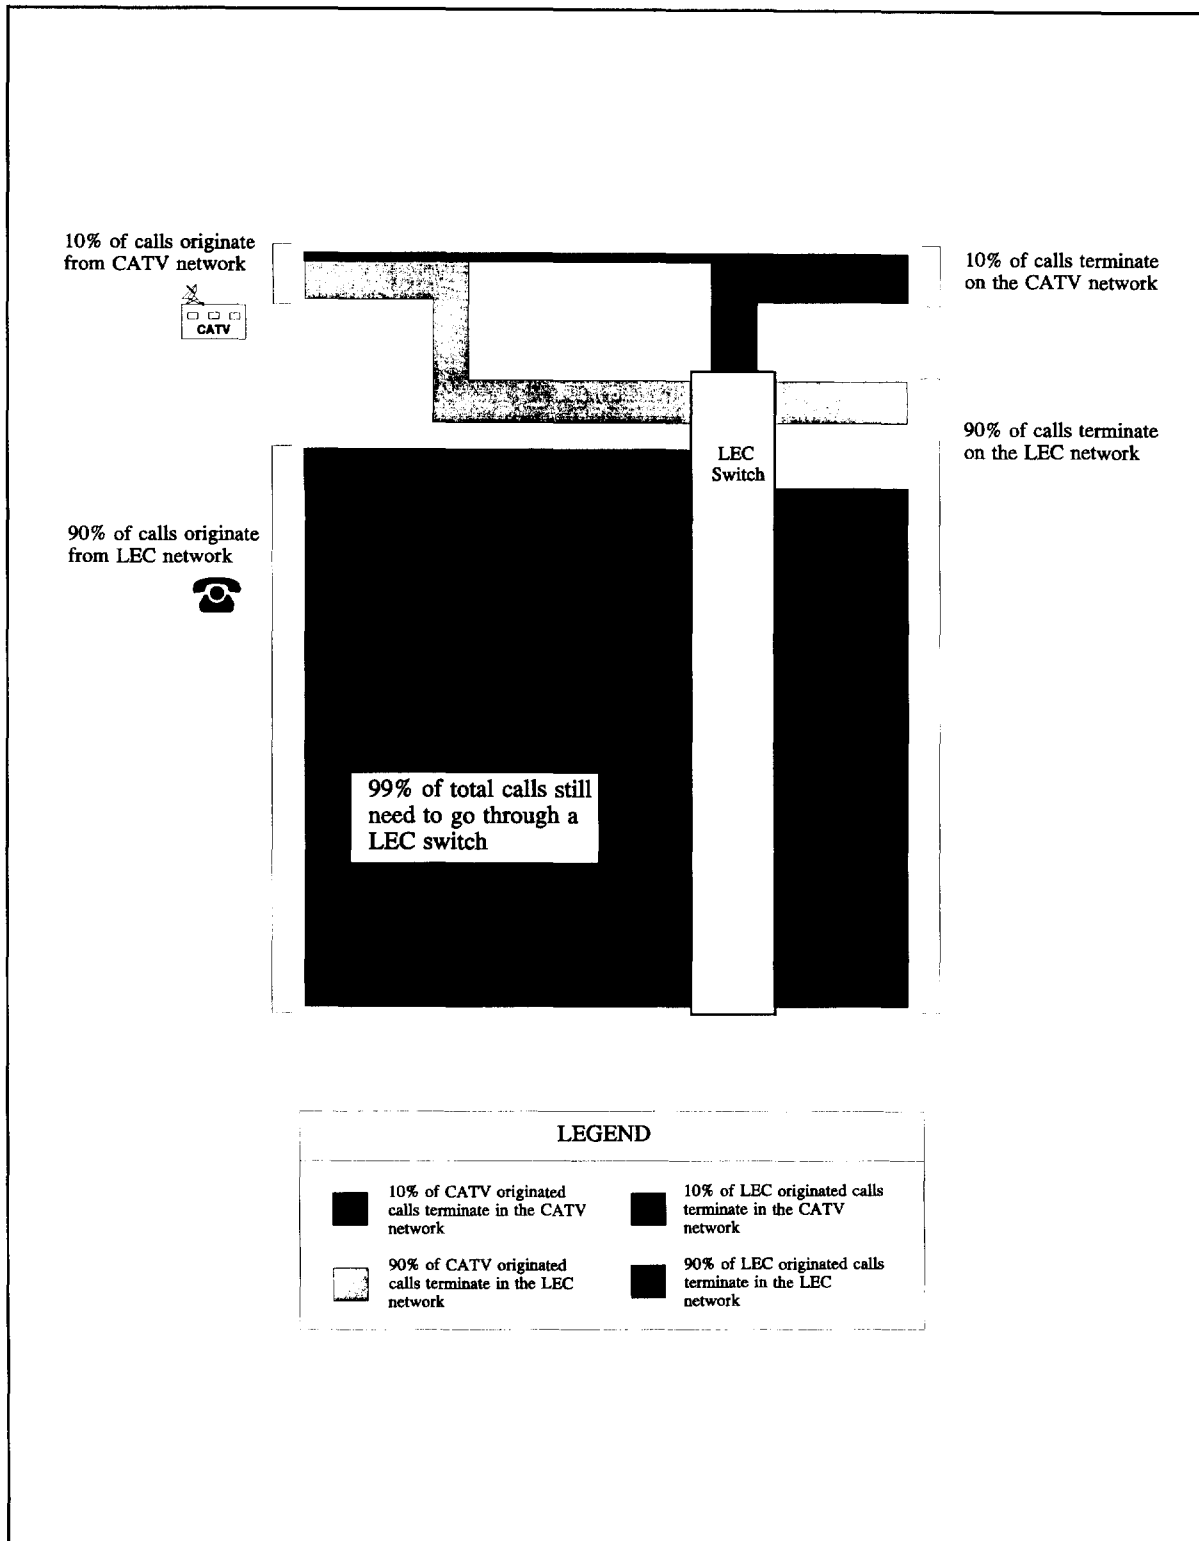 10% of calls originate
from CATV network
CATV
10% of calls terminate
on the CATV network
90% of calls terminate
on the LEC network
LEC
Switch
90% of calls originate
from LEC network
99% of total calls still
need to go through a
LEC switch
LEGEND
10% of CATV originated
calls terminate in the CATV
network
10% of LEC originated calls
terminate in the CATV
network
90% of CATV originated
calls terminate in the LEC
network
90% of LEC originated calls
terminate in the LEC
network